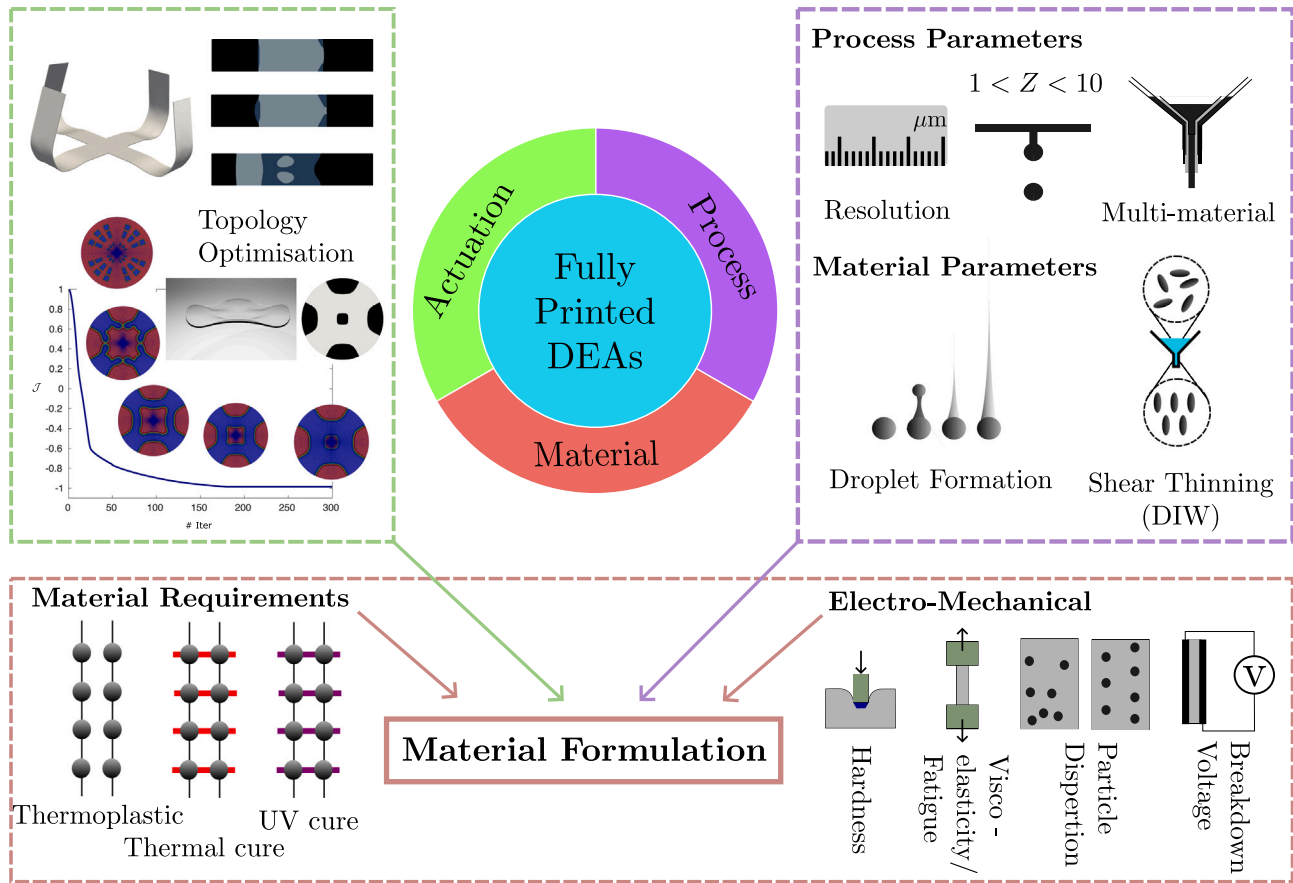 Topology
Optimisation
1
0.8
0.6
0.4
0.2
0
-0.2
-0.4
-0.6
-0.8
-1
𝒥
0 50 100 150 200 250 300
# Iter
Actuation
Process
Material
Fully
Printed
DEAs
Process Parameters
1 < Z < 10
μm
Resolution
Multi-material
Material Parameters
Droplet Formation
Shear Thinning
(DIW)
Material Requirements
Thermoplastic
Thermal cure
UV cure
Material Formulation
Electro-Mechanical
V
Hardness
Visco -
elasticity/
Fatigue
Particle
Dispertion
Breakdown
Voltage